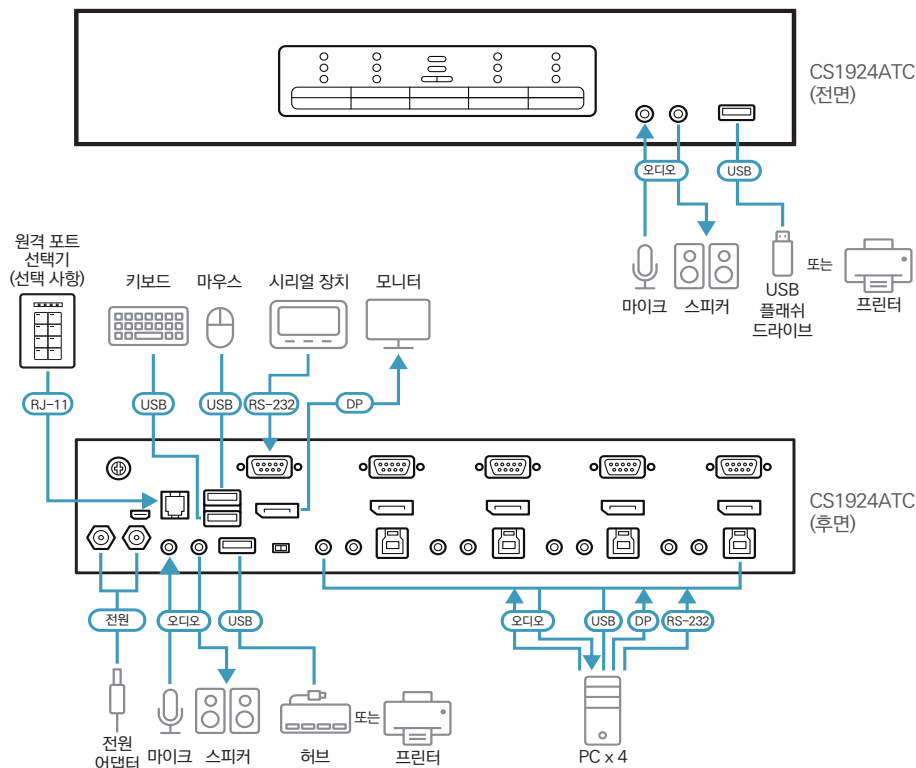 CS1924ATC
(전면)
오디오
USB
마이크
스피커
USB
플래쉬
드라이브
또는
프린터
원격 포트
선택기
(선택 사항)
키보드
마우스
시리얼 장치
모니터
RJ-11
USB
USB
RS-232
DP
CS1924ATC
(후면)
전원
오디오
USB
오디오
USB
DP
RS-232
전원
어댑터
마이크
스피커
허브
또는
프린터
PC x 4